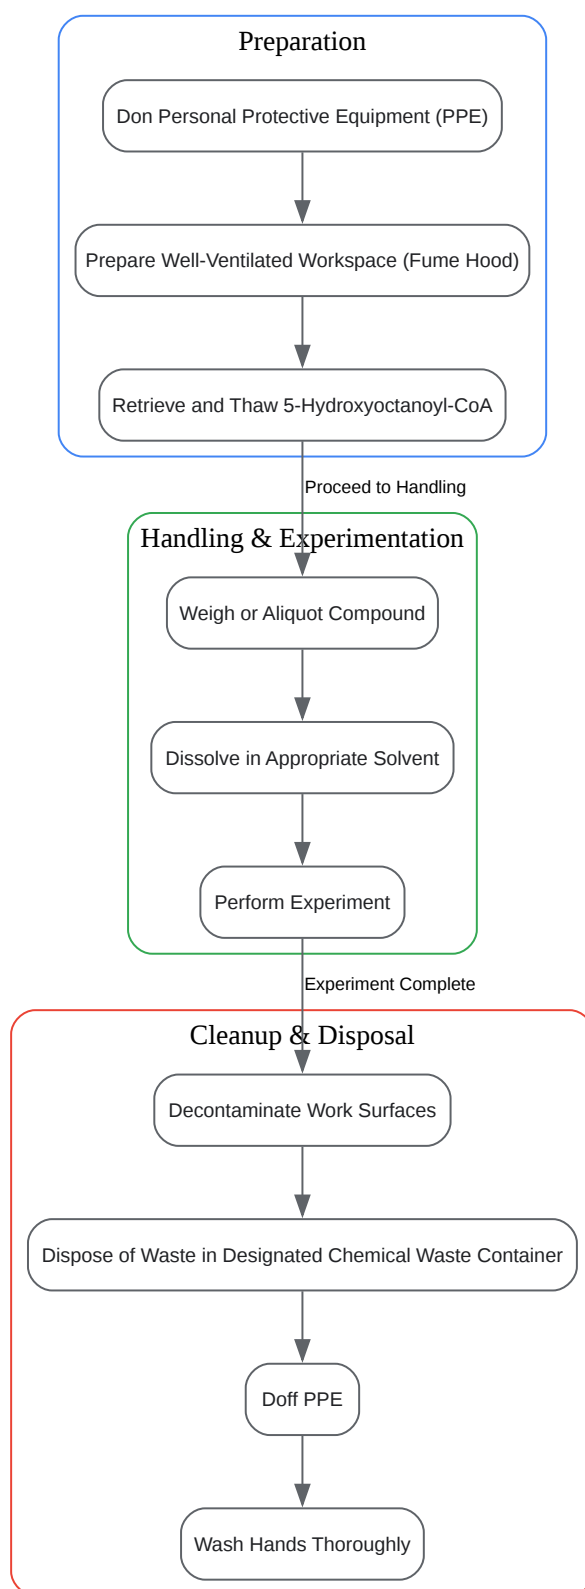 Preparation
Don Personal Protective Equipment (PPE)
Prepare Well-Ventilated Workspace (Fume Hood)
Retrieve and Thaw 5-Hydroxyoctanoyl-CoA
Proceed to Handling
Handling & Experimentation
Weigh or Aliquot Compound
Dissolve in Appropriate Solvent
Perform Experiment
Experiment Complete
Cleanup & Disposal
Decontaminate Work Surfaces
Dispose of Waste in Designated Chemical Waste Container
Doff PPE
Wash Hands Thoroughly